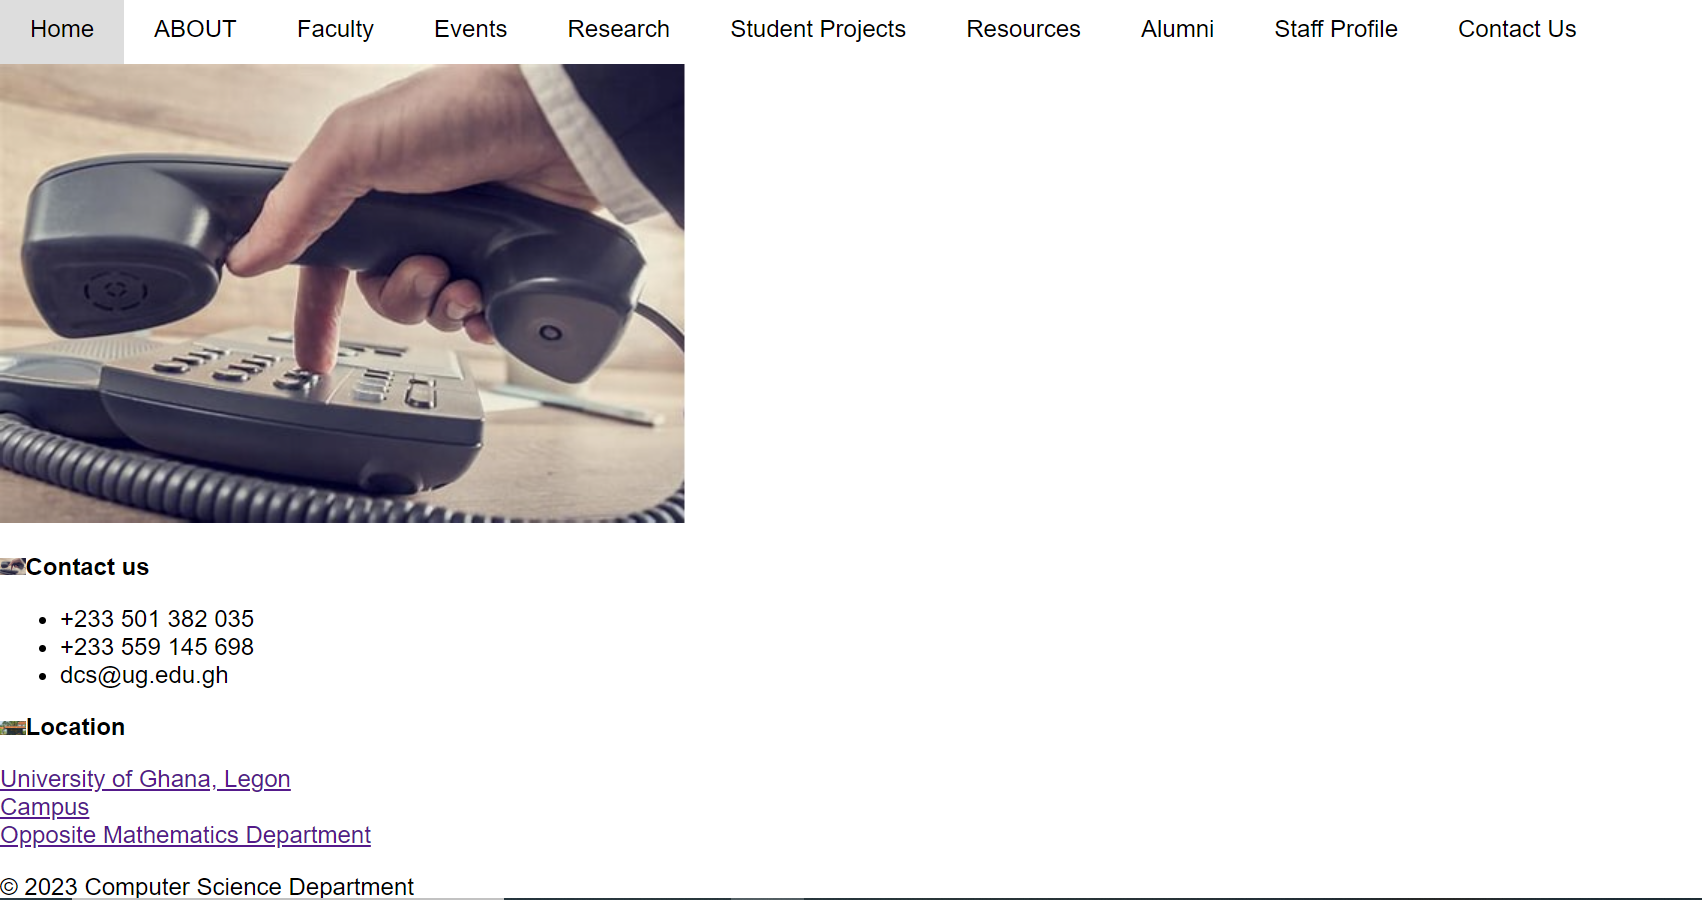 Home ABOUT Faculty Events Research Student Projects Resources Alumni Staff Profile Contact Us
Contact us
+233 501 382 035
+233 559 145 698
dcs@ug.edu.gh
Location
University of Ghana, Legon
Campus
Opposite Mathematics Department
© 2023 Computer Science Department